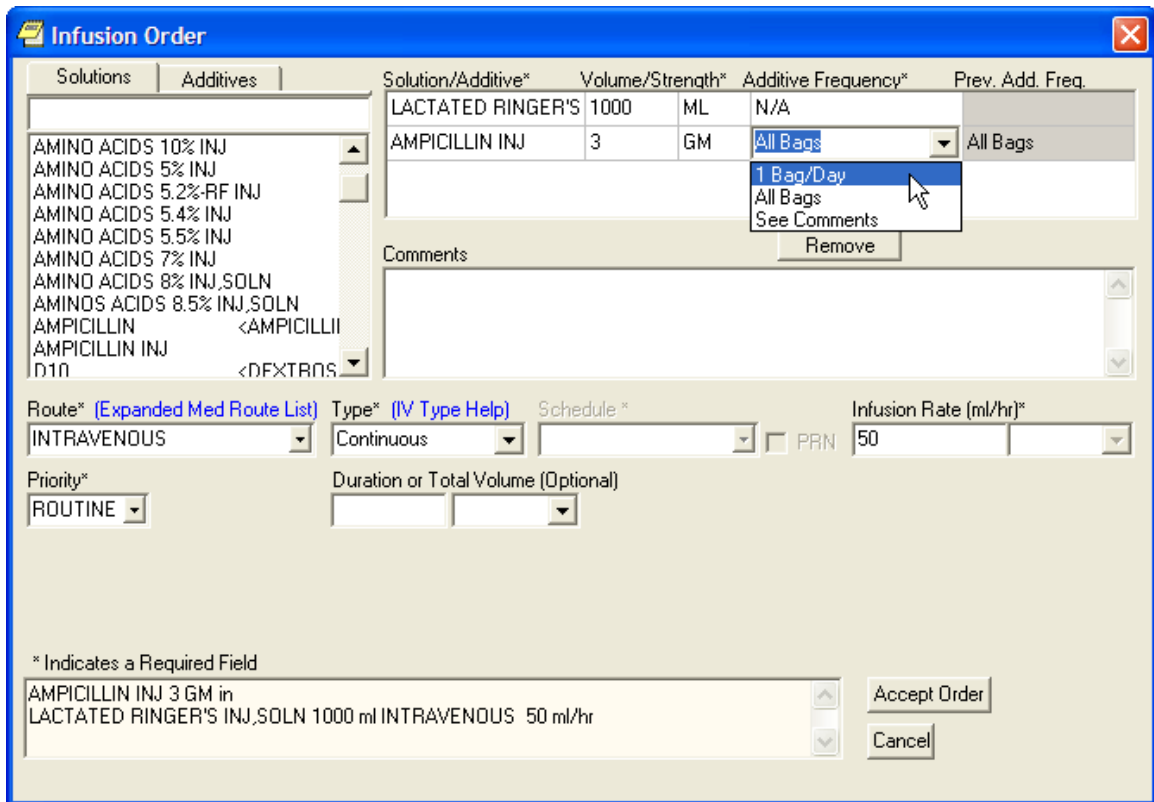 Infusion Order
Solutions
Additives
AMINO ACIDS 10% INJ
AMINO ACIDS 5% INJ
AMINO ACIDS 5.2%-RF INJ
AMINO ACIDS 5.4% INJ
AMINO ACIDS 5.5% INJ
AMINO ACIDS 7% INJ
AMINO ACIDS 8% INJ,SOLN
AMINOS ACIDS 8.5% INJ,SOLN
AMPICILLIN <AMPICILLII
AMPICILLIN INJ
D10 <DEXTROS
Solution/Additive* Volume/Strength* Additive Frequency* Prev. Add. Freq.
LACTATED RINGER'S 1000 ML N/A
AMPICILLIN INJ 3 GM All Bags All Bags
1 Bag/Day
All Bags
See Comments
Remove
Comments
Route* (Expanded Med Route List) Type* (IV Type Help) Schedule * Infusion Rate (ml/hr)*
INTRAVENOUS Continuous PRN 50
Priority* Duration or Total Volume (Optional)
ROUTINE
* Indicates a Required Field
AMPICILLIN INJ 3 GM in
LACTATED RINGER'S INJ,SOLN 1000 ml INTRAVENOUS 50 ml/hr
Accept Order
Cancel